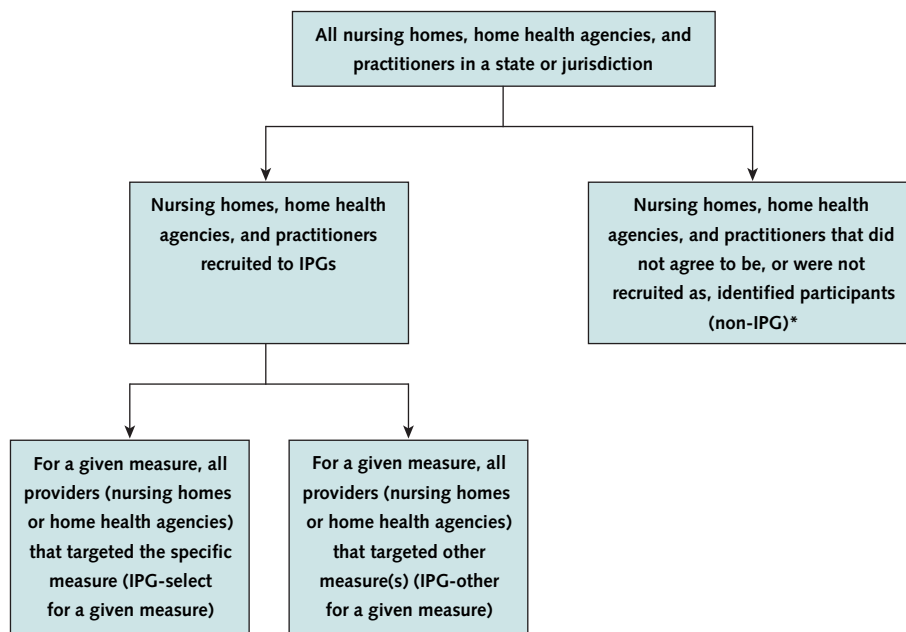 All nursing homes, home health agencies, and
practitioners in a state or jurisdiction
Nursing homes, home health
agencies, and practitioners
recruited to IPGs
Nursing homes, home health
agencies, and practitioners that did
not agree to be, or were not
recruited as, identified participants
(non-IPG)*
For a given measure, all
providers (nursing homes
or home health agencies)
that targeted the specific
measure (IPG-select
for a given measure)
For a given measure, all
providers (nursing homes
or home health agencies)
that targeted other
measure(s) (IPG-other
for a given measure)